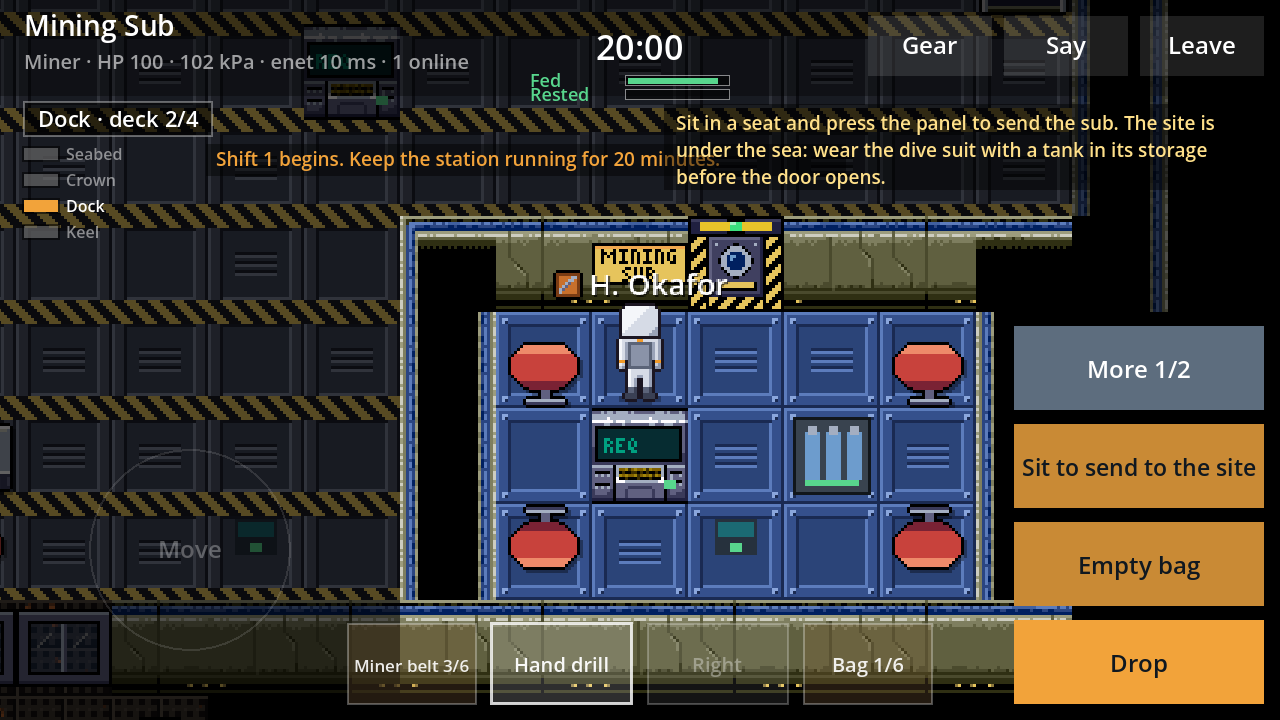 Mining Sub
Miner · HP 100 · 102 kPa · enet 10 ms · 1 online
20:00
Fed
Rested
Gear
Say
Leave
Dock · deck 2/4
Seabed
Crown
Dock
Keel
Shift 1 begins. Keep the station running for 20 minutes.
Sit in a seat and press the panel to send the sub. The site is
under the sea: wear the dive suit with a tank in its storage
before the door opens.
MINING
SUB
H. Okafor
REQ
Move
More 1/2
Sit to send to the site
Empty bag
Drop
Miner belt 3/6
Hand drill
Right
Bag 1/6